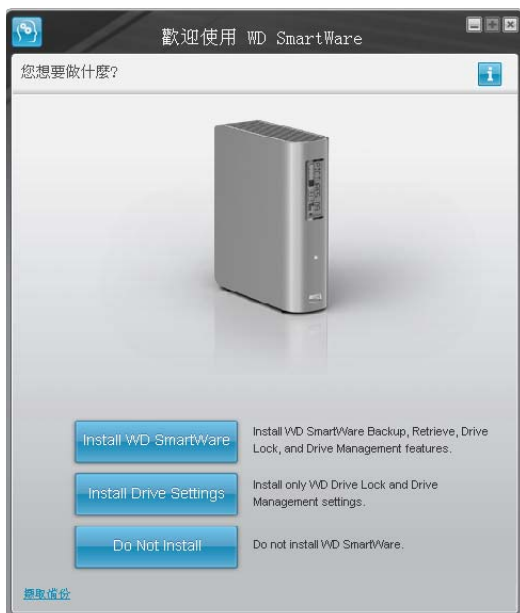 歡迎使用 WD SmartWare
您想要做什麼?
Install WD SmartWare
Install WD SmartWare Backup, Retrieve, Drive
Lock, and Drive Management features.
Install Drive Settings
Install only WD Drive Lock and Drive
Management settings.
Do Not Install
Do not install WD SmartWare.
擷取備份